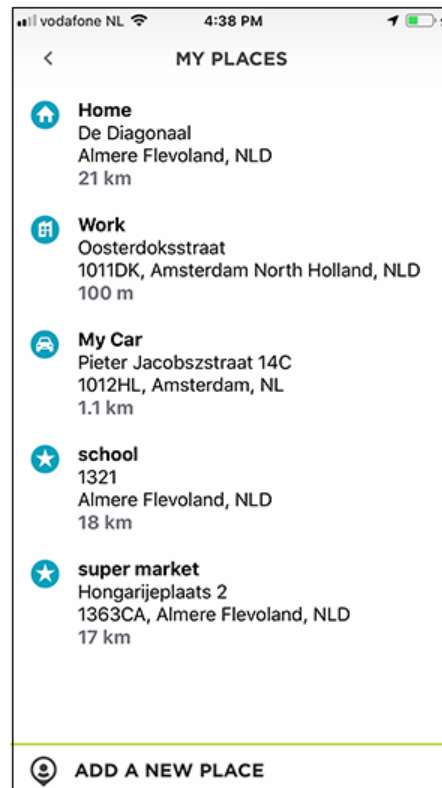 vodafone NL 4:38 PM
MY PLACES
Home
De Diagonaal
Almere Flevoland, NLD
21 km
Work
Oosterdoksstraat
1011DK, Amsterdam North Holland, NLD
100 m
My Car
Pieter Jacobszstraat 14C
1012HL, Amsterdam, NL
1.1 km
school
1321
Almere Flevoland, NLD
18 km
super market
Hongarijeplaats 2
1363CA, Almere Flevoland, NLD
17 km
ADD A NEW PLACE